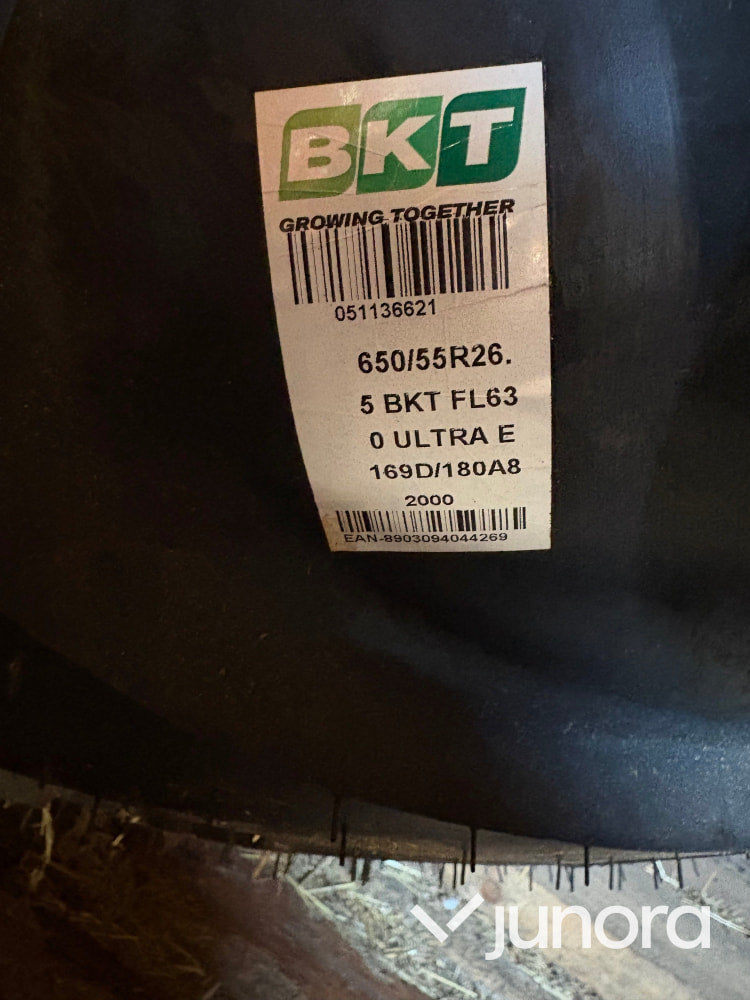 BKT
GROWING TOGETHER
051136621
650/55R26.
5 BKT FL63
0 ULTRA E
169D/180A8
2000
EAN-8903094044269
junora